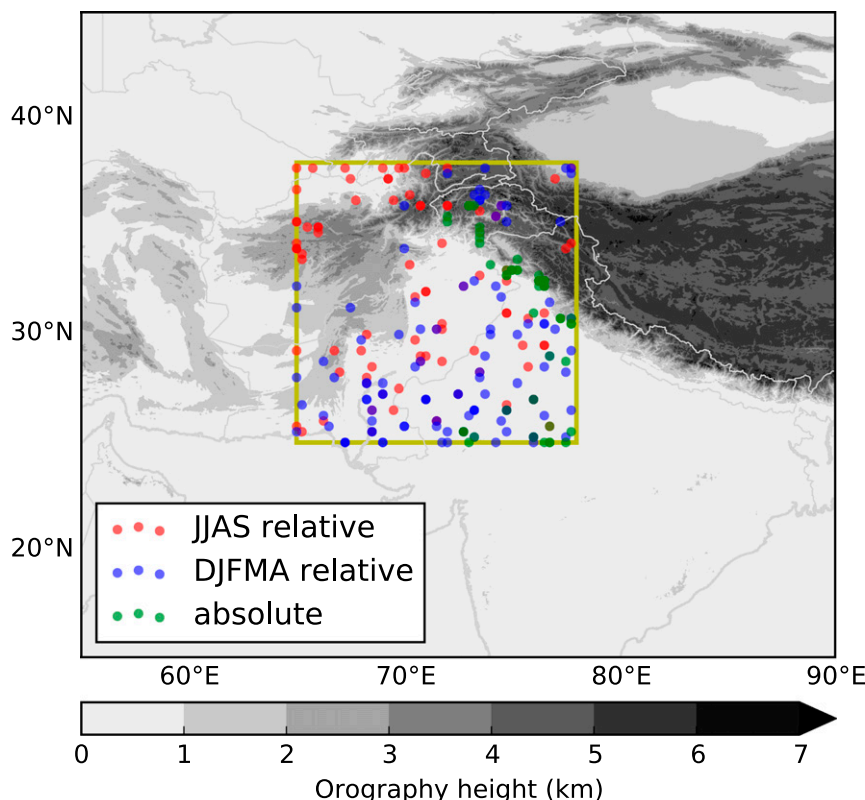 40°N
30°N
20°N
JJAS relative
DJFMA relative
absolute
60°E 70°E 80°E 90°E
0 1 2 3 4 5 6 7
Orography height (km)